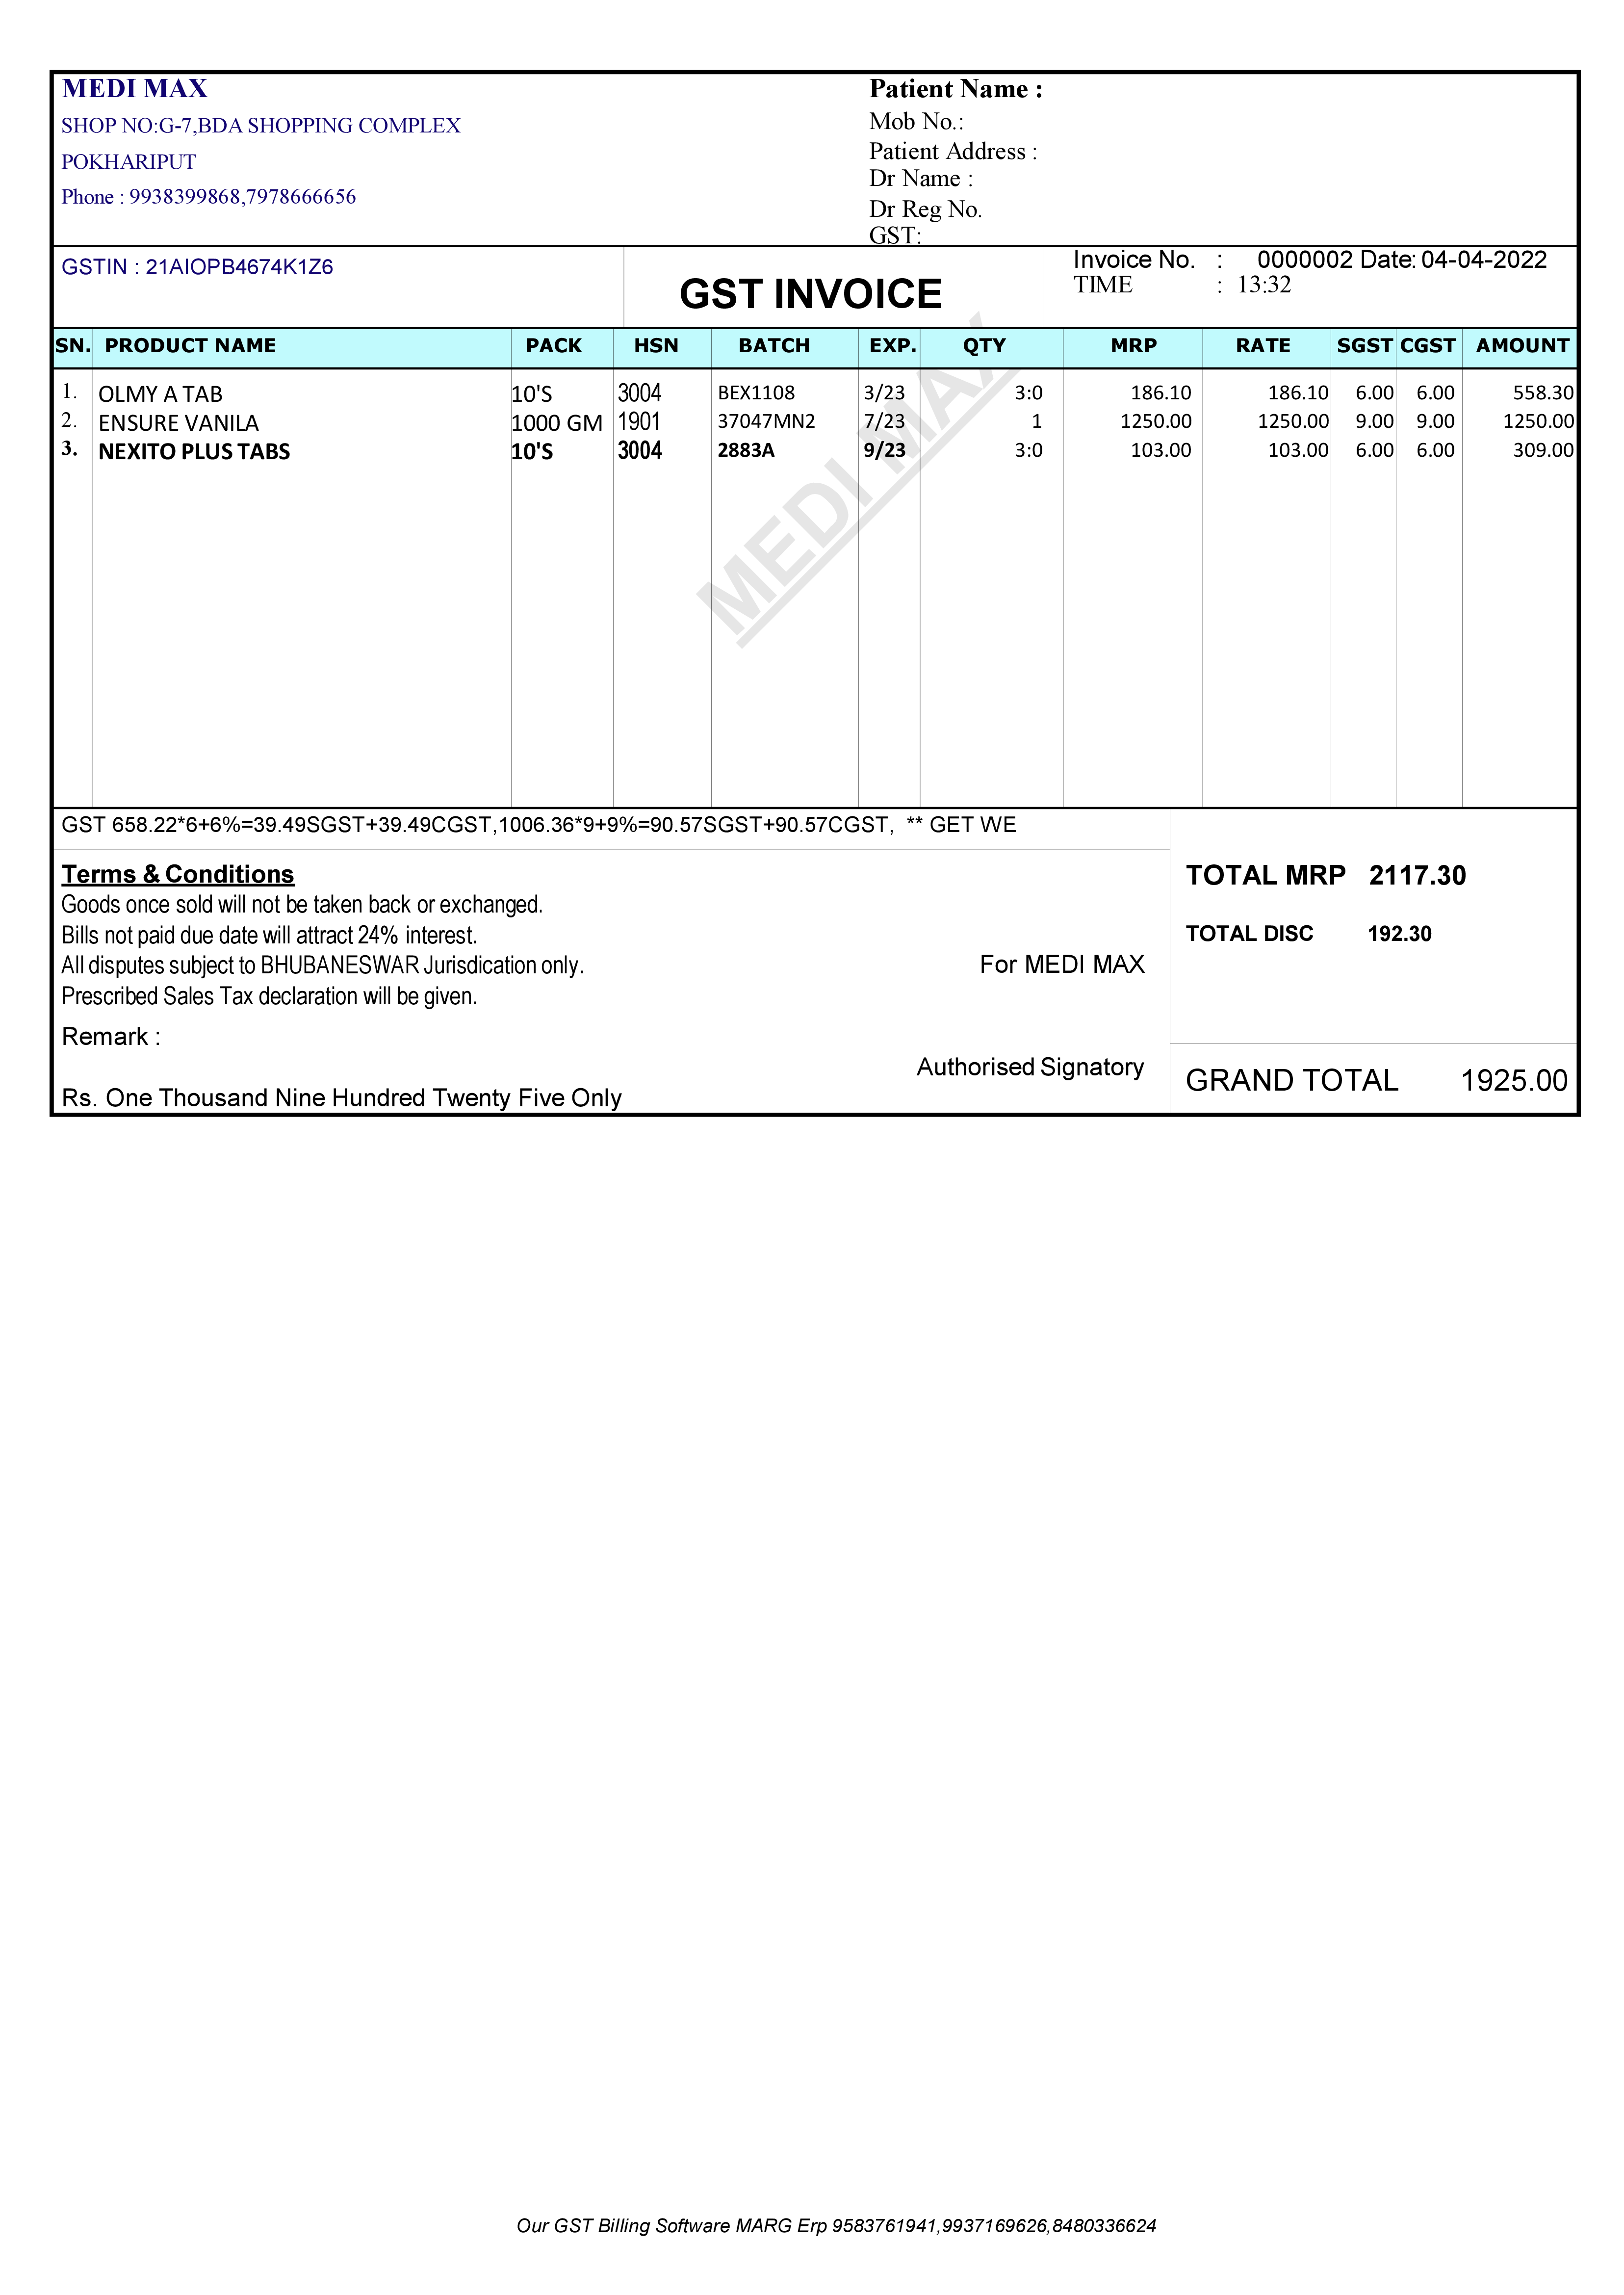 MEDI MAX
SHOP NO:G-7,BDA SHOPPING COMPLEX
POKHARIPUT
Phone : 9938399868,7978666656
Patient Name :
Mob No.:
Patient Address :
Dr Name :
Dr Reg No.
GST:
GSTIN : 21AIOPB4674K1Z6
GST INVOICE
Invoice No. : 0000002 Date: 04-04-2022
TIME : 13:32
SN. PRODUCT NAME PACK HSN BATCH EXP. QTY MRP RATE SGST CGST AMOUNT
1. OLMY A TAB 10'S 3004 BEX1108 3/23 3:0 186.10 186.10 6.00 6.00 558.30
2. ENSURE VANILA 1000 GM 1901 37047MN2 7/23 1 1250.00 1250.00 9.00 9.00 1250.00
3. NEXITO PLUS TABS 10'S 3004 2883A 9/23 3:0 103.00 103.00 6.00 6.00 309.00
MEDI MAX
GST 658.22*6+6%=39.49SGST+39.49CGST,1006.36*9+9%=90.57SGST+90.57CGST, ** GET WE
Terms & Conditions
Goods once sold will not be taken back or exchanged.
Bills not paid due date will attract 24% interest.
All disputes subject to BHUBANESWAR Jurisdication only.
Prescribed Sales Tax declaration will be given.
Remark :
Rs. One Thousand Nine Hundred Twenty Five Only
For MEDI MAX
Authorised Signatory
TOTAL MRP 2117.30
TOTAL DISC 192.30
GRAND TOTAL 1925.00
Our GST Billing Software MARG Erp 9583761941,9937169626,8480336624